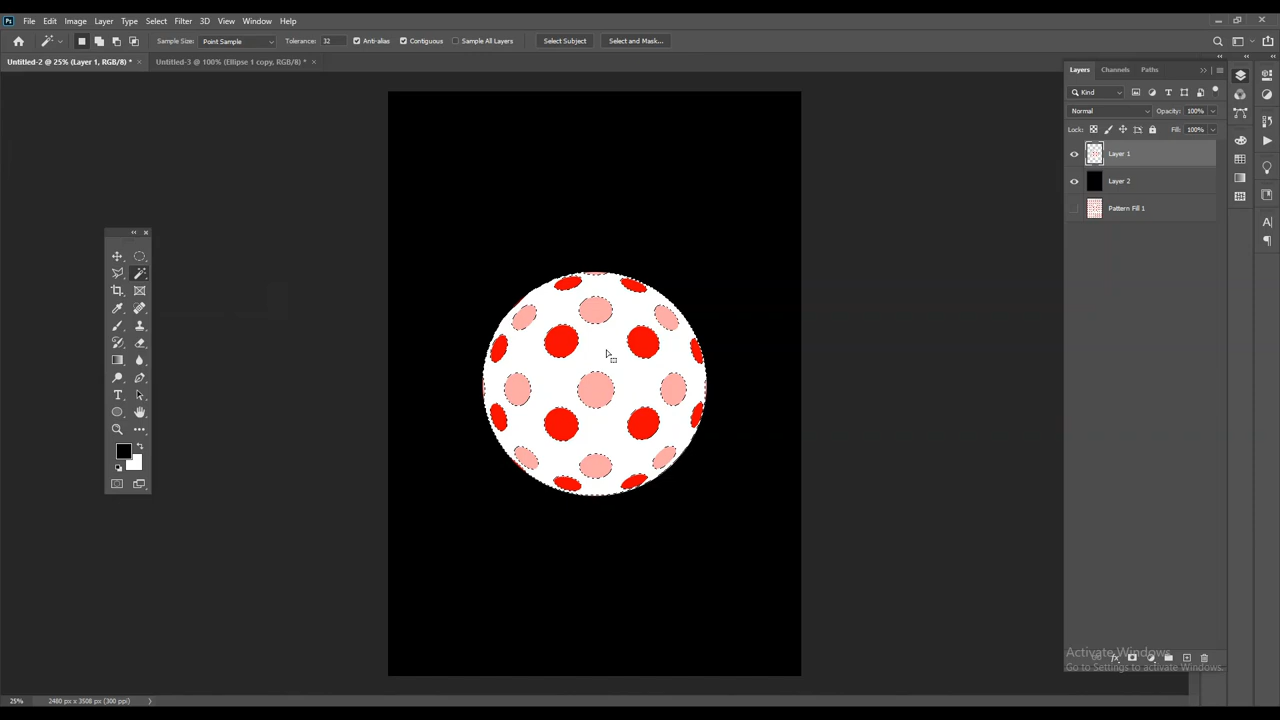 Ps File Edit Image Layer Type Select Filter 3D View Window Help
Sample Size: Point Sample Tolerance: 32 Anti-alias Contiguous Sample All Layers Select Subject Select and Mask...
Untitled-2 @ 25% (Layer 1, RGB/8) * × Untitled-3 @ 100% (Ellipse 1 copy, RGB/8) * ×
Layers Channels Paths
Kind
Normal Opacity: 100%
Lock: Fill: 100%
Layer 1
Layer 2
Pattern Fill 1
Activate Windows
Go to Settings to activate Windows.
25% 2480 px x 3508 px (300 ppi)